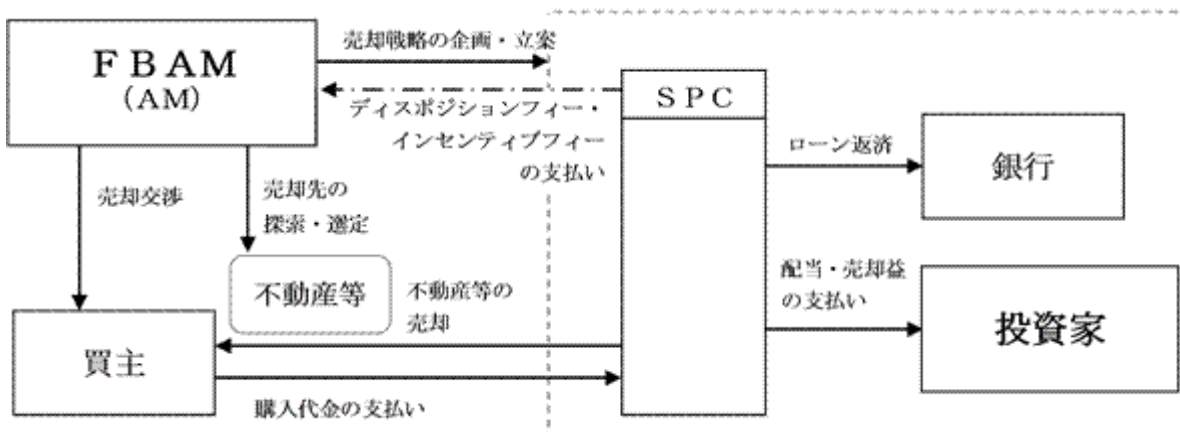 ＦＢＡＭ
(AM)
売却戦略の企画・立案
ディスポジションフィー・
インセンティブフィー
の支払い
ＳＰＣ
ローン返済
銀行
売却交渉
売却先の
探索・選定
不動産等
不動産等の
売却
配当・売却益
の支払い
投資家
買主
購入代金の支払い